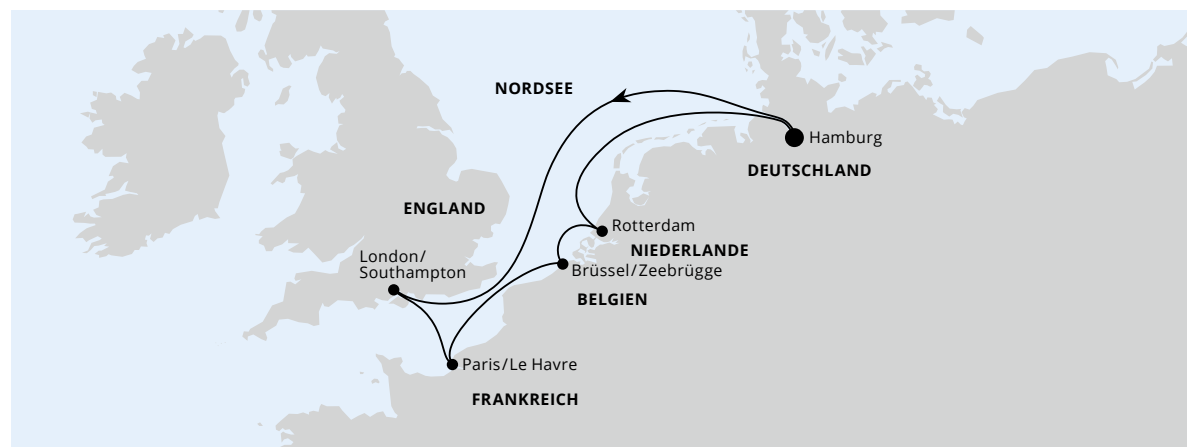 NORDSEE
Hamburg
DEUTSCHLAND
ENGLAND
Rotterdam
NIEDERLANDE
London/
Southampton
Brüssel/Zeebrügge
BELGIEN
Paris/Le Havre
FRANKREICH